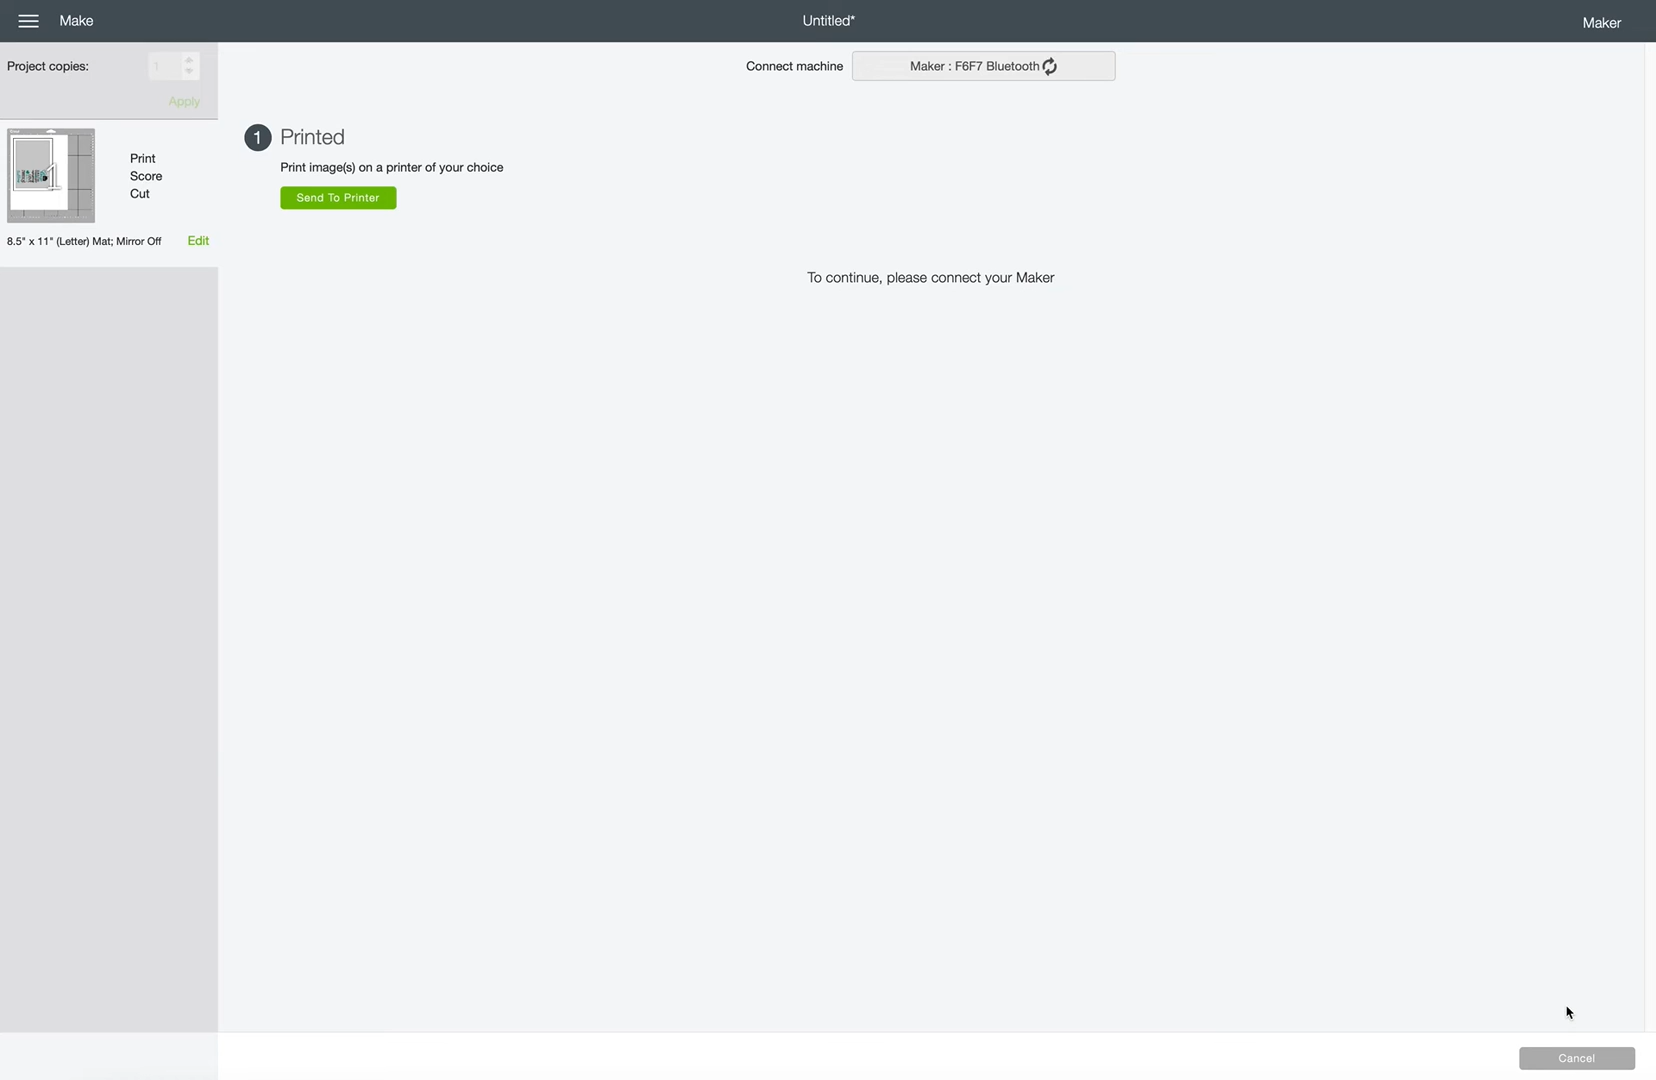 Make
Untitled*
Maker
Project copies:
1
Apply
Connect machine
Maker : F6F7 Bluetooth
Print
Score
Cut
8.5" x 11" (Letter) Mat; Mirror Off
Edit
1 Printed
Print image(s) on a printer of your choice
Send To Printer
To continue, please connect your Maker
Cancel